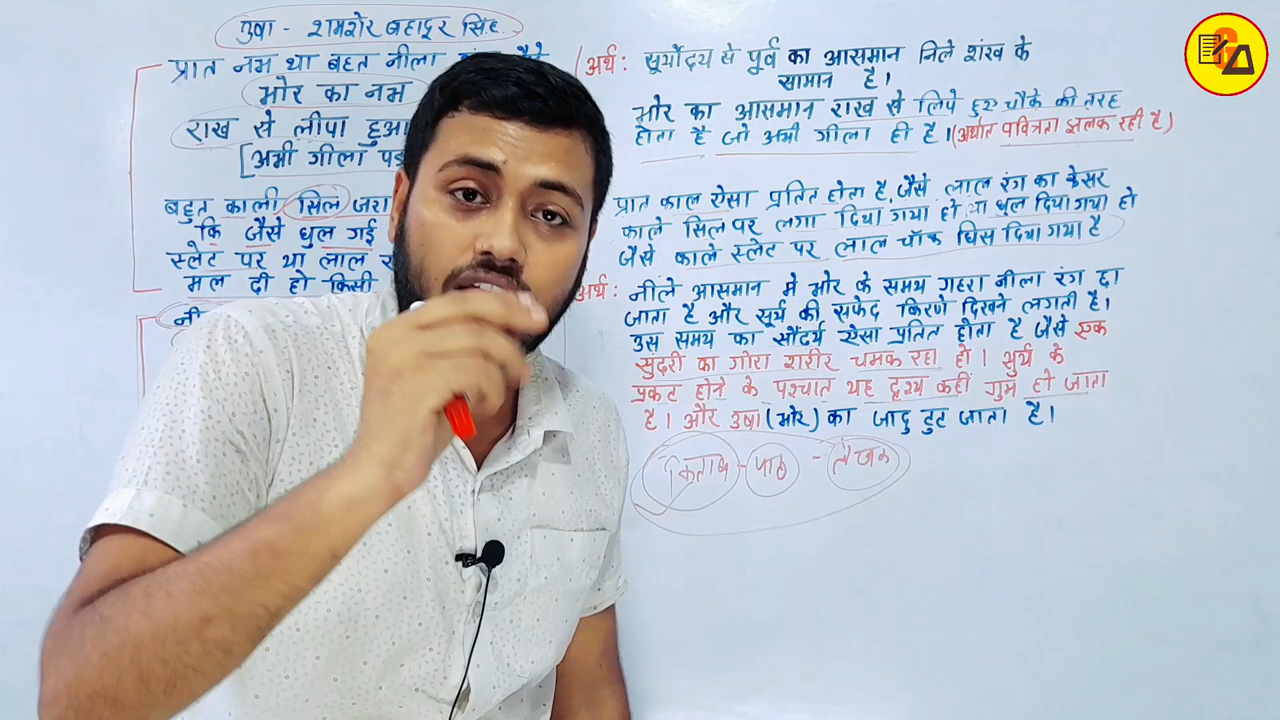 उषा - शमशेर बहादुर सिंह
प्रात नभ था बहुत नीला शंख जैसे
भोर का नभ
राख से लीपा हुआ
[अभी गीला पड़
बहुत काली सिल जरा
कि जैसे धुल गई
स्लेट पर या लाल
मल दी हो किसी
नी
अर्थ: सूर्योदय से पूर्व का आसमान निले शंख के
सामान है।
भोर का आसमान राख से लिपे हुए चौके की तरह
होता है जो अभी गीला ही है। (अर्थात पवित्रता झलक रही है)
प्रात काल ऐसा प्रतित होता है, जैसे लाल रंग का केसर
काले सिल पर लगा दिया गया हो या धुल दिया गया हो
जैसे काले स्लेट पर लाल चॉक घिस दिया गया है
अर्थ: नीले आसमान मे भोर के समय गहरा नीला रंग छा
जाता है और सूर्य की सफेद किरणे दिखने लगती है।
उस समय का सौंदर्य ऐसा प्रतित होता है जैसे एक
सुंदरी का गोरा शरीर चमक रहा हो। सुर्य के
प्रकट होने के पश्चात यह दृश्य कहीं गुम हो जाता
है। और उषा (भोर) का जादु टुट जाता है।
किताब - पाठ - लेखक